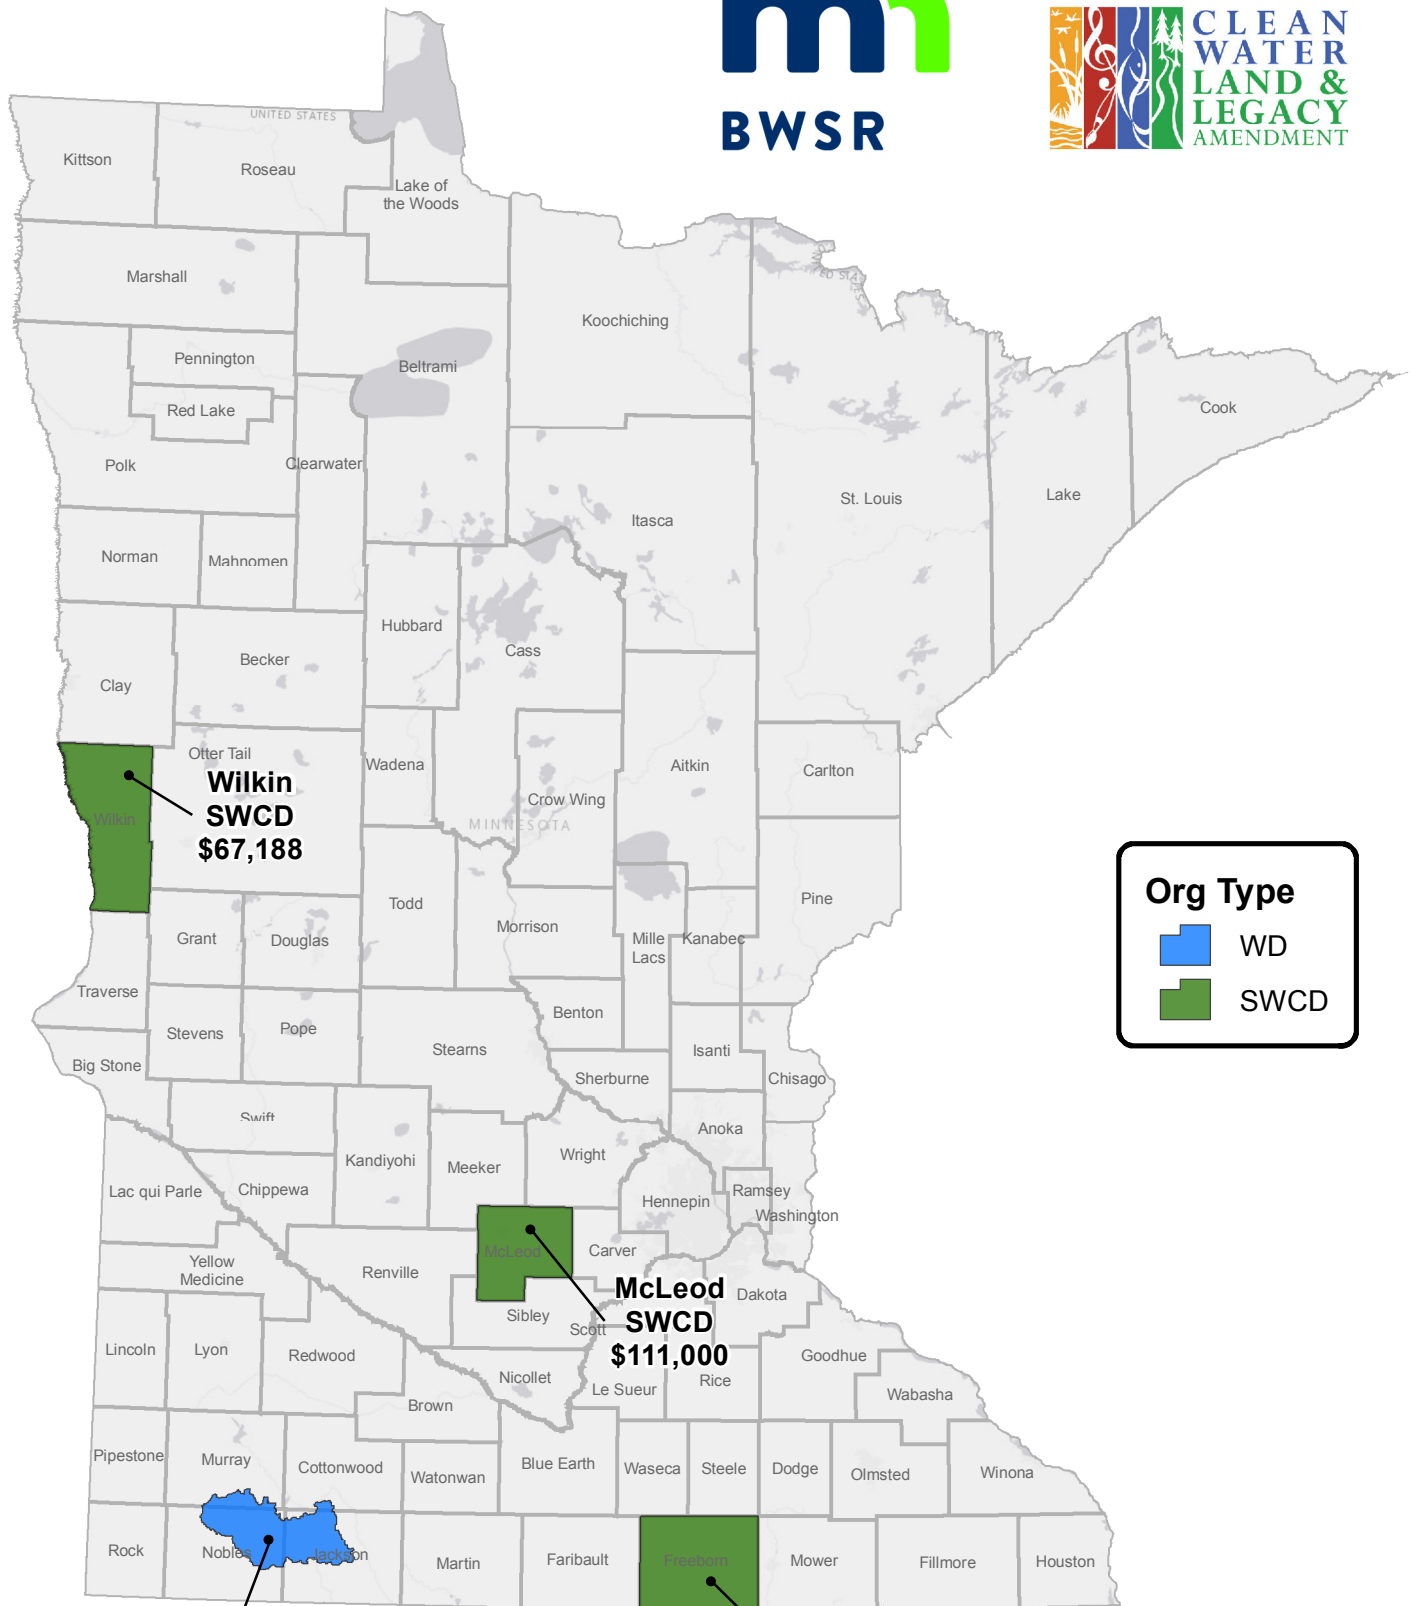 BWSR
CLEAN
WATER
LAND &
LEGACY
AMENDMENT
UNITED STATES
Kittson
Roseau
Lake of
the Woods
Marshall
Koochiching
Pennington
Beltrami
Red Lake
Cook
Polk
Clearwater
St. Louis
Lake
Itasca
Norman
Mahnomen
Hubbard
Cass
Becker
Clay
Otter Tail
Wadena
Aitkin
Carlton
Wilkin
SWCD
$67,188
Wilkin
Crow Wing
MINNESOTA
Org Type
WD
SWCD
Todd
Pine
Morrison
Grant
Douglas
Mille
Lacs
Kanabec
Traverse
Benton
Stevens
Pope
Stearns
Isanti
Big Stone
Sherburne
Chisago
Swift
Anoka
Wright
Kandiyohi
Meeker
Lac qui Parle
Chippewa
Ramsey
Hennepin
Washington
McLeod
Carver
Yellow
Medicine
Renville
McLeod
SWCD
$111,000
Dakota
Sibley
Scott
Lincoln
Lyon
Redwood
Goodhue
Nicollet
Le Sueur
Rice
Wabasha
Brown
Pipestone
Murray
Cottonwood
Watonwan
Blue Earth
Waseca
Steele
Dodge
Olmsted
Winona
Rock
Nobles
Jackson
Martin
Faribault
Freeborn
Mower
Fillmore
Houston